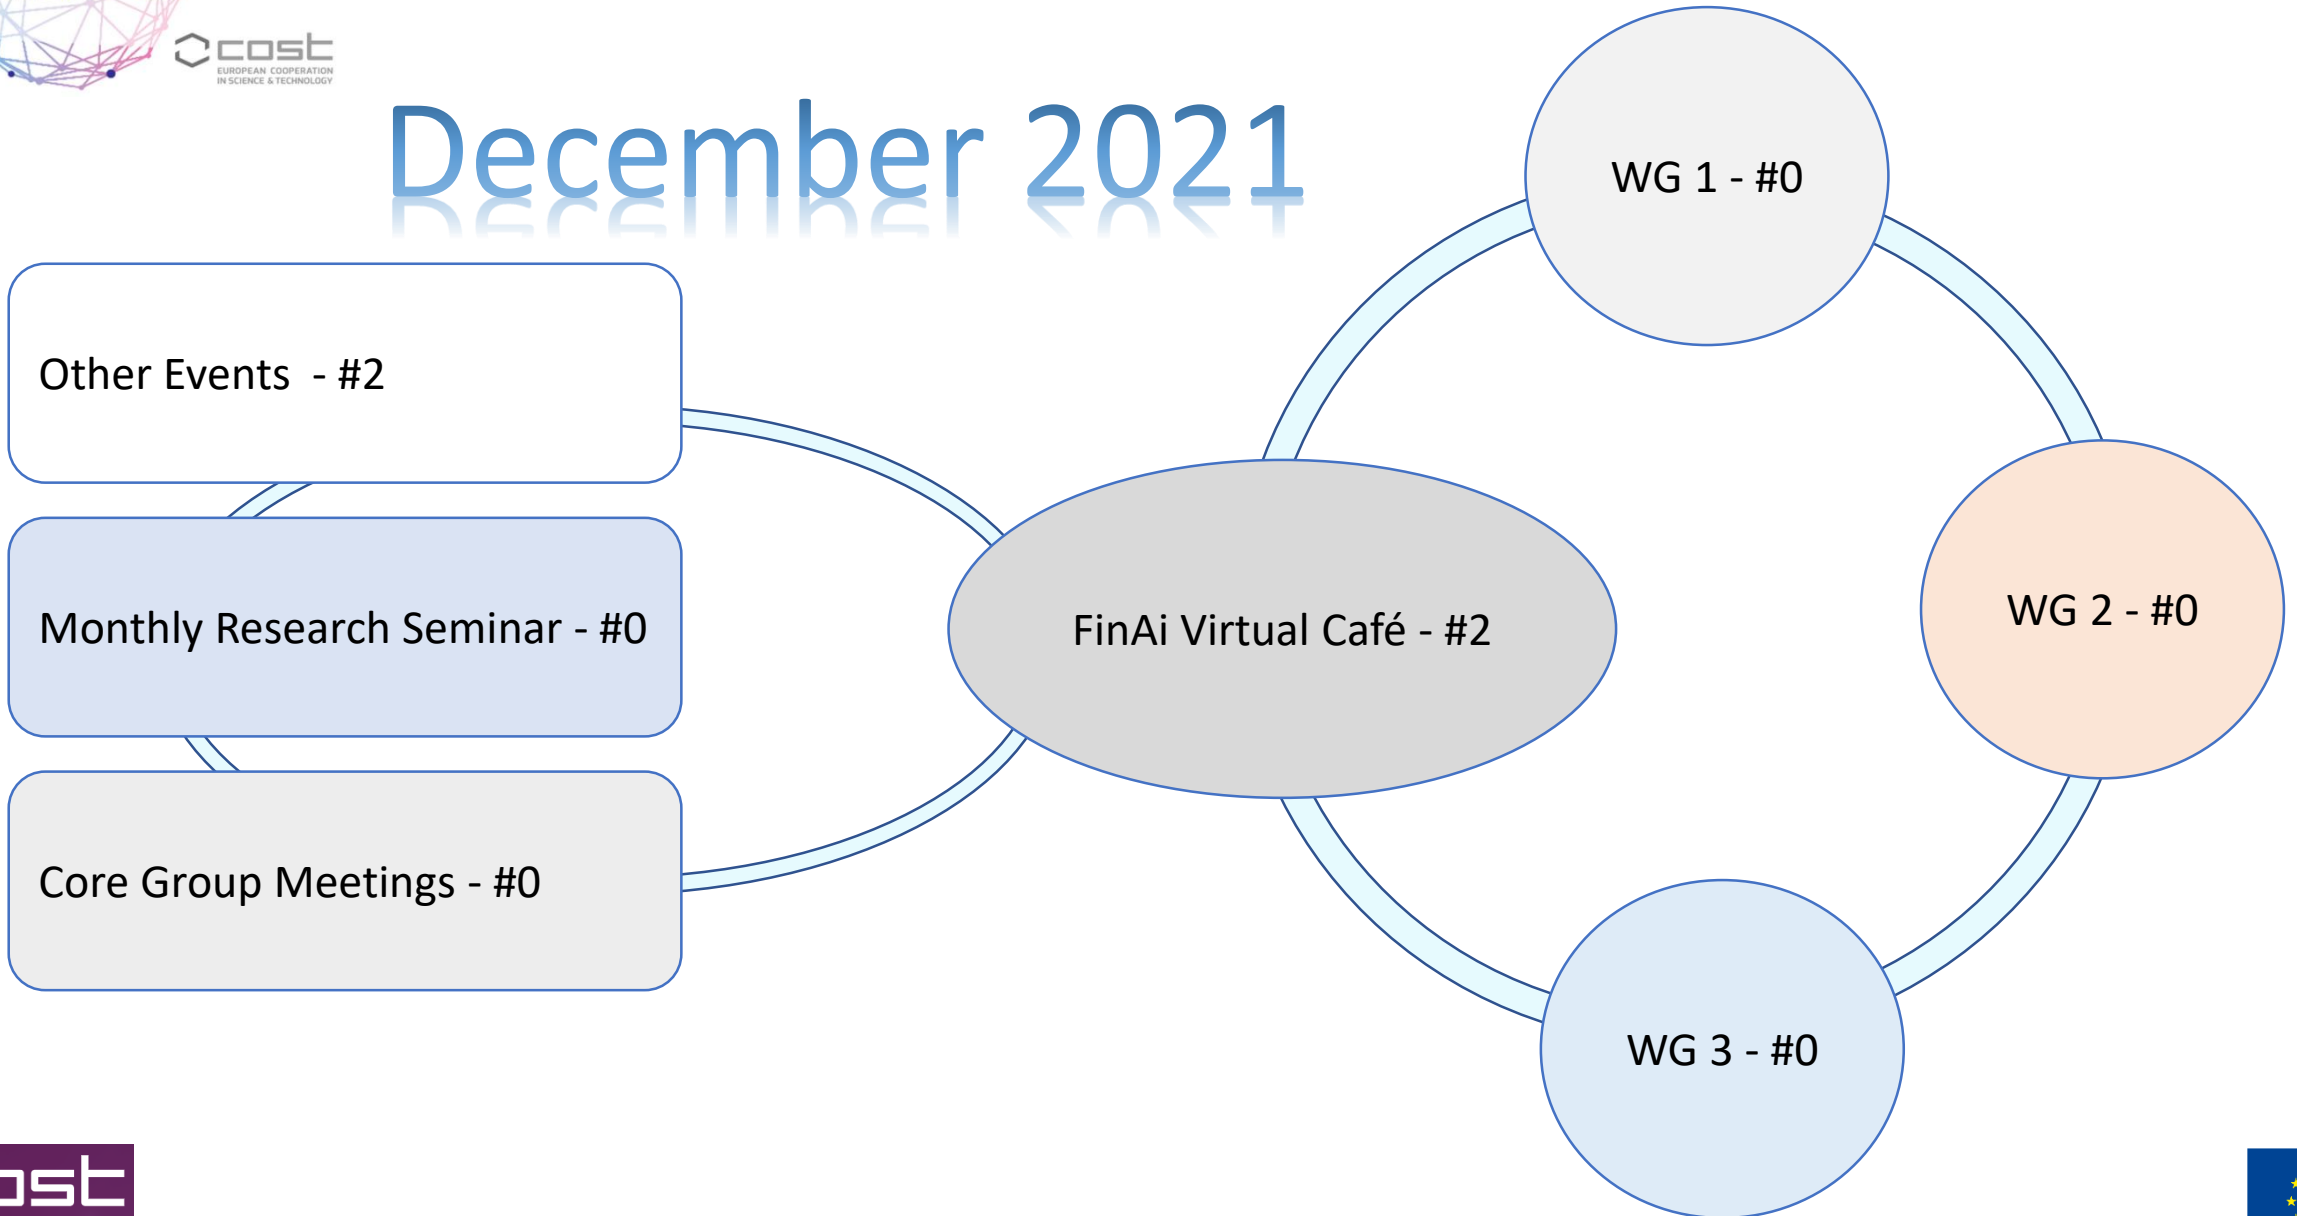 cost
EUROPEAN COOPERATION
IN SCIENCE & TECHNOLOGY
December 2021
Other Events - #2
Monthly Research Seminar - #0
Core Group Meetings - #0
FinAi Virtual Café - #2
WG 1 - #0
WG 2 - #0
WG 3 - #0
ost